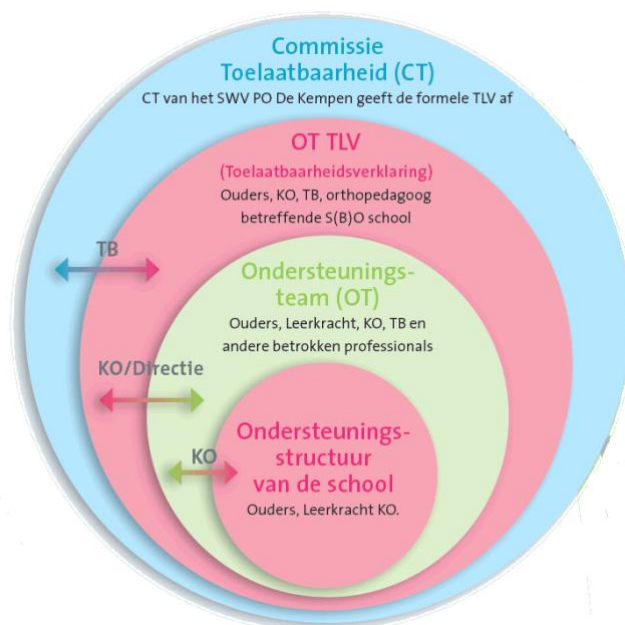 Commissie
Toelaatbaarheid (CT)
CT van het SWV PO De Kempen geeft de formele TLV af
OT TLV
(Toelaatbaarheidsverklaring)
Ouders, KO, TB, orthopedagoog
betreffende S(B)O school
TB
Ondersteunings-
team (OT)
Ouders, Leerkracht, KO, TB en
andere betrokken professionals
KO/Directie
Ondersteunings-
structuur
van de school
Ouders, Leerkracht KO.
KO